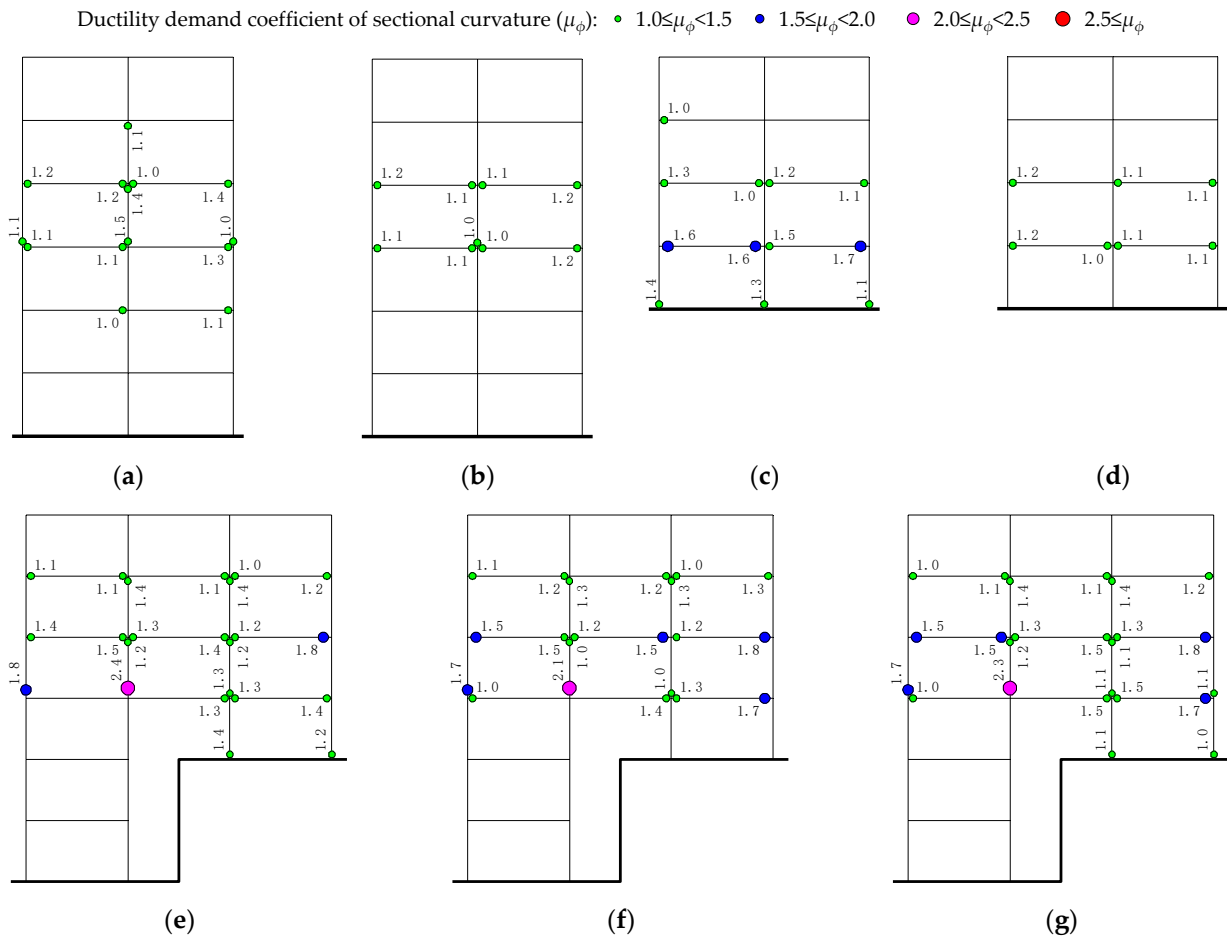 Ductility demand coefficient of sectional curvature (μϕ): 1.0≤μϕ<1.5 1.5≤μϕ<2.0 2.0≤μϕ<2.5 2.5≤μϕ
1.1
1.2 1.0
1.2 1.4 1.4
1.1 1.5 1.0
1.1
1.1 1.3
1.0 1.1
1.2 1.1
1.1 1.2
1.0
1.1 1.0
1.1 1.2
1.0
1.3 1.2
1.0 1.1
1.6 1.5
1.6 1.7
1.4 1.3 1.1
1.2 1.1
1.1
1.2 1.1
1.0 1.1
(a) (b) (c) (d)
1.1 1.0
1.1 1.4 1.1 1.4 1.2
1.4 1.3 1.2
1.5 1.2 1.4 1.2 1.8
1.8 2.4 1.3 1.3
1.3 1.4
1.4 1.2
1.1 1.0
1.2 1.3 1.2 1.3 1.3
1.5 1.2 1.2
1.5 1.0 1.5 1.8
1.7 2.1 1.0
1.0 1.3
1.4 1.7
1.0
1.1 1.4 1.1 1.4 1.2
1.5 1.3 1.3
1.5 1.2 1.5 1.1 1.8
1.7 2.3 1.1 1.1
1.0 1.5
1.5 1.7
1.1 1.0
(e) (f) (g)